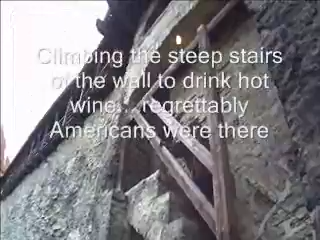 Climbing the steep stairs
of the wall to drink hot
wine....regrettably
Americans were there